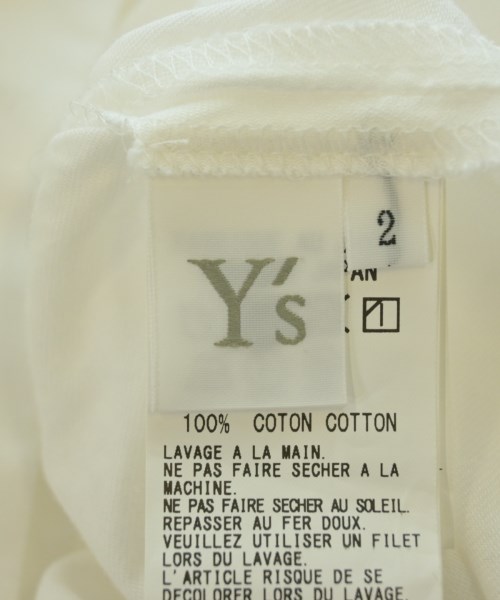 2
Y's
AN
100% COTON COTTON
LAVAGE A LA MAIN.
NE PAS FAIRE SECHER A LA
MACHINE.
NE PAS FAIRE SECHER AU SOLEIL.
REPASSER AU FER DOUX.
VEUILLEZ UTILISER UN FILET
LORS DU LAVAGE.
L'ARTICLE RISQUE DE SE
DECOLORER LORS DU LAVAGE,